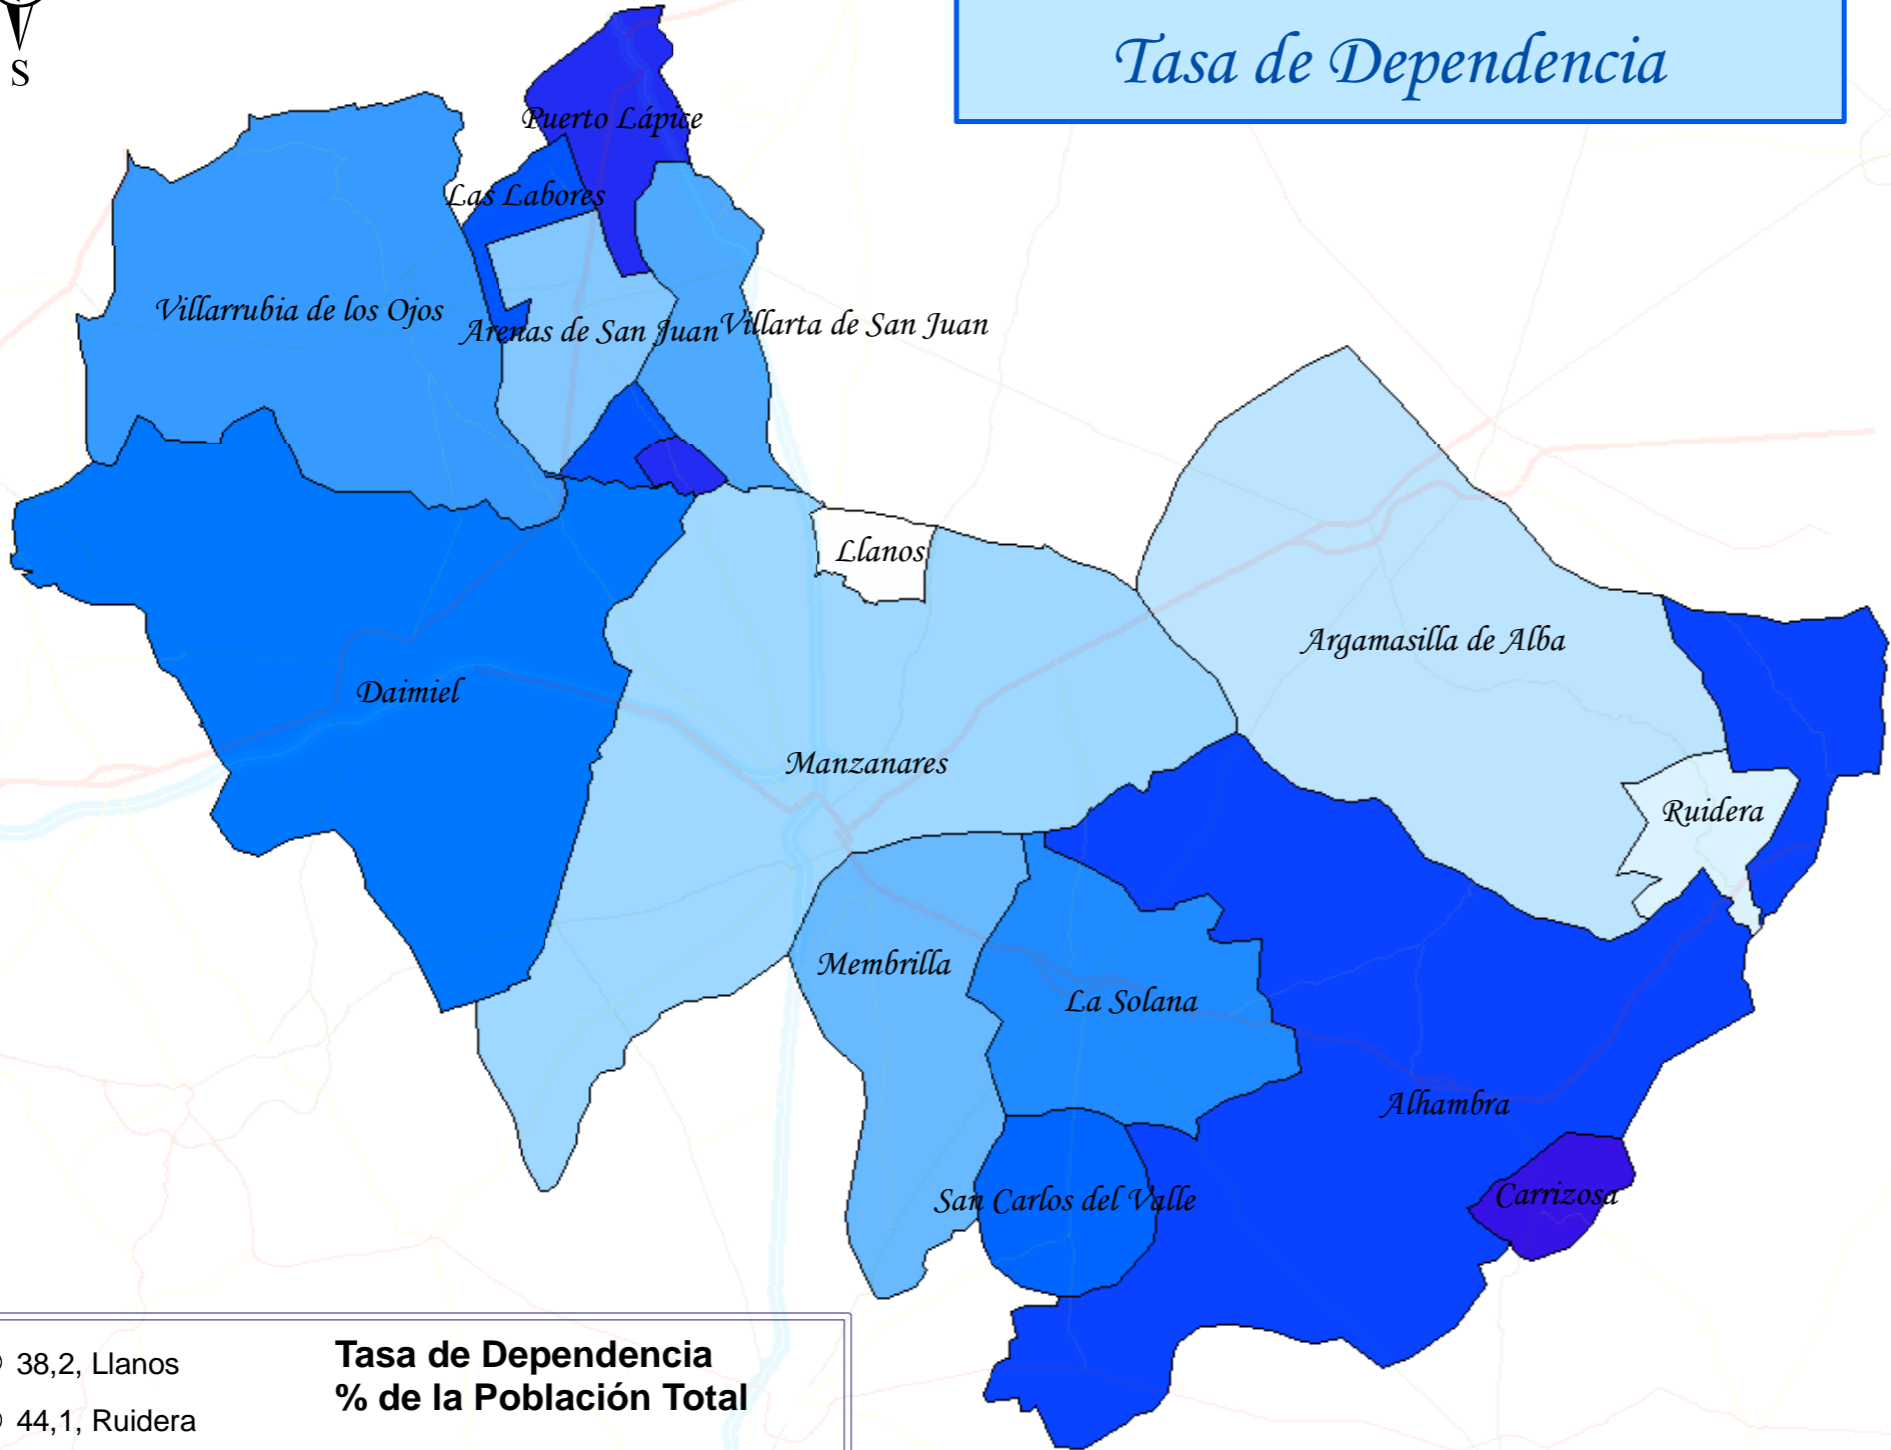 S
Tasa de Dependencia
Puerto Lápice
Las Labores
Villarrubia de los Ojos
Arenas de San Juan
Villarta de San Juan
Llanos
Argamasilla de Alba
Daimiel
Manzanares
Ruidera
Membrilla
La Solana
Alhambra
San Carlos del Valle
Carrizosa
Tasa de Dependencia
% de la Población Total
38,2, Llanos
44,1, Ruidera